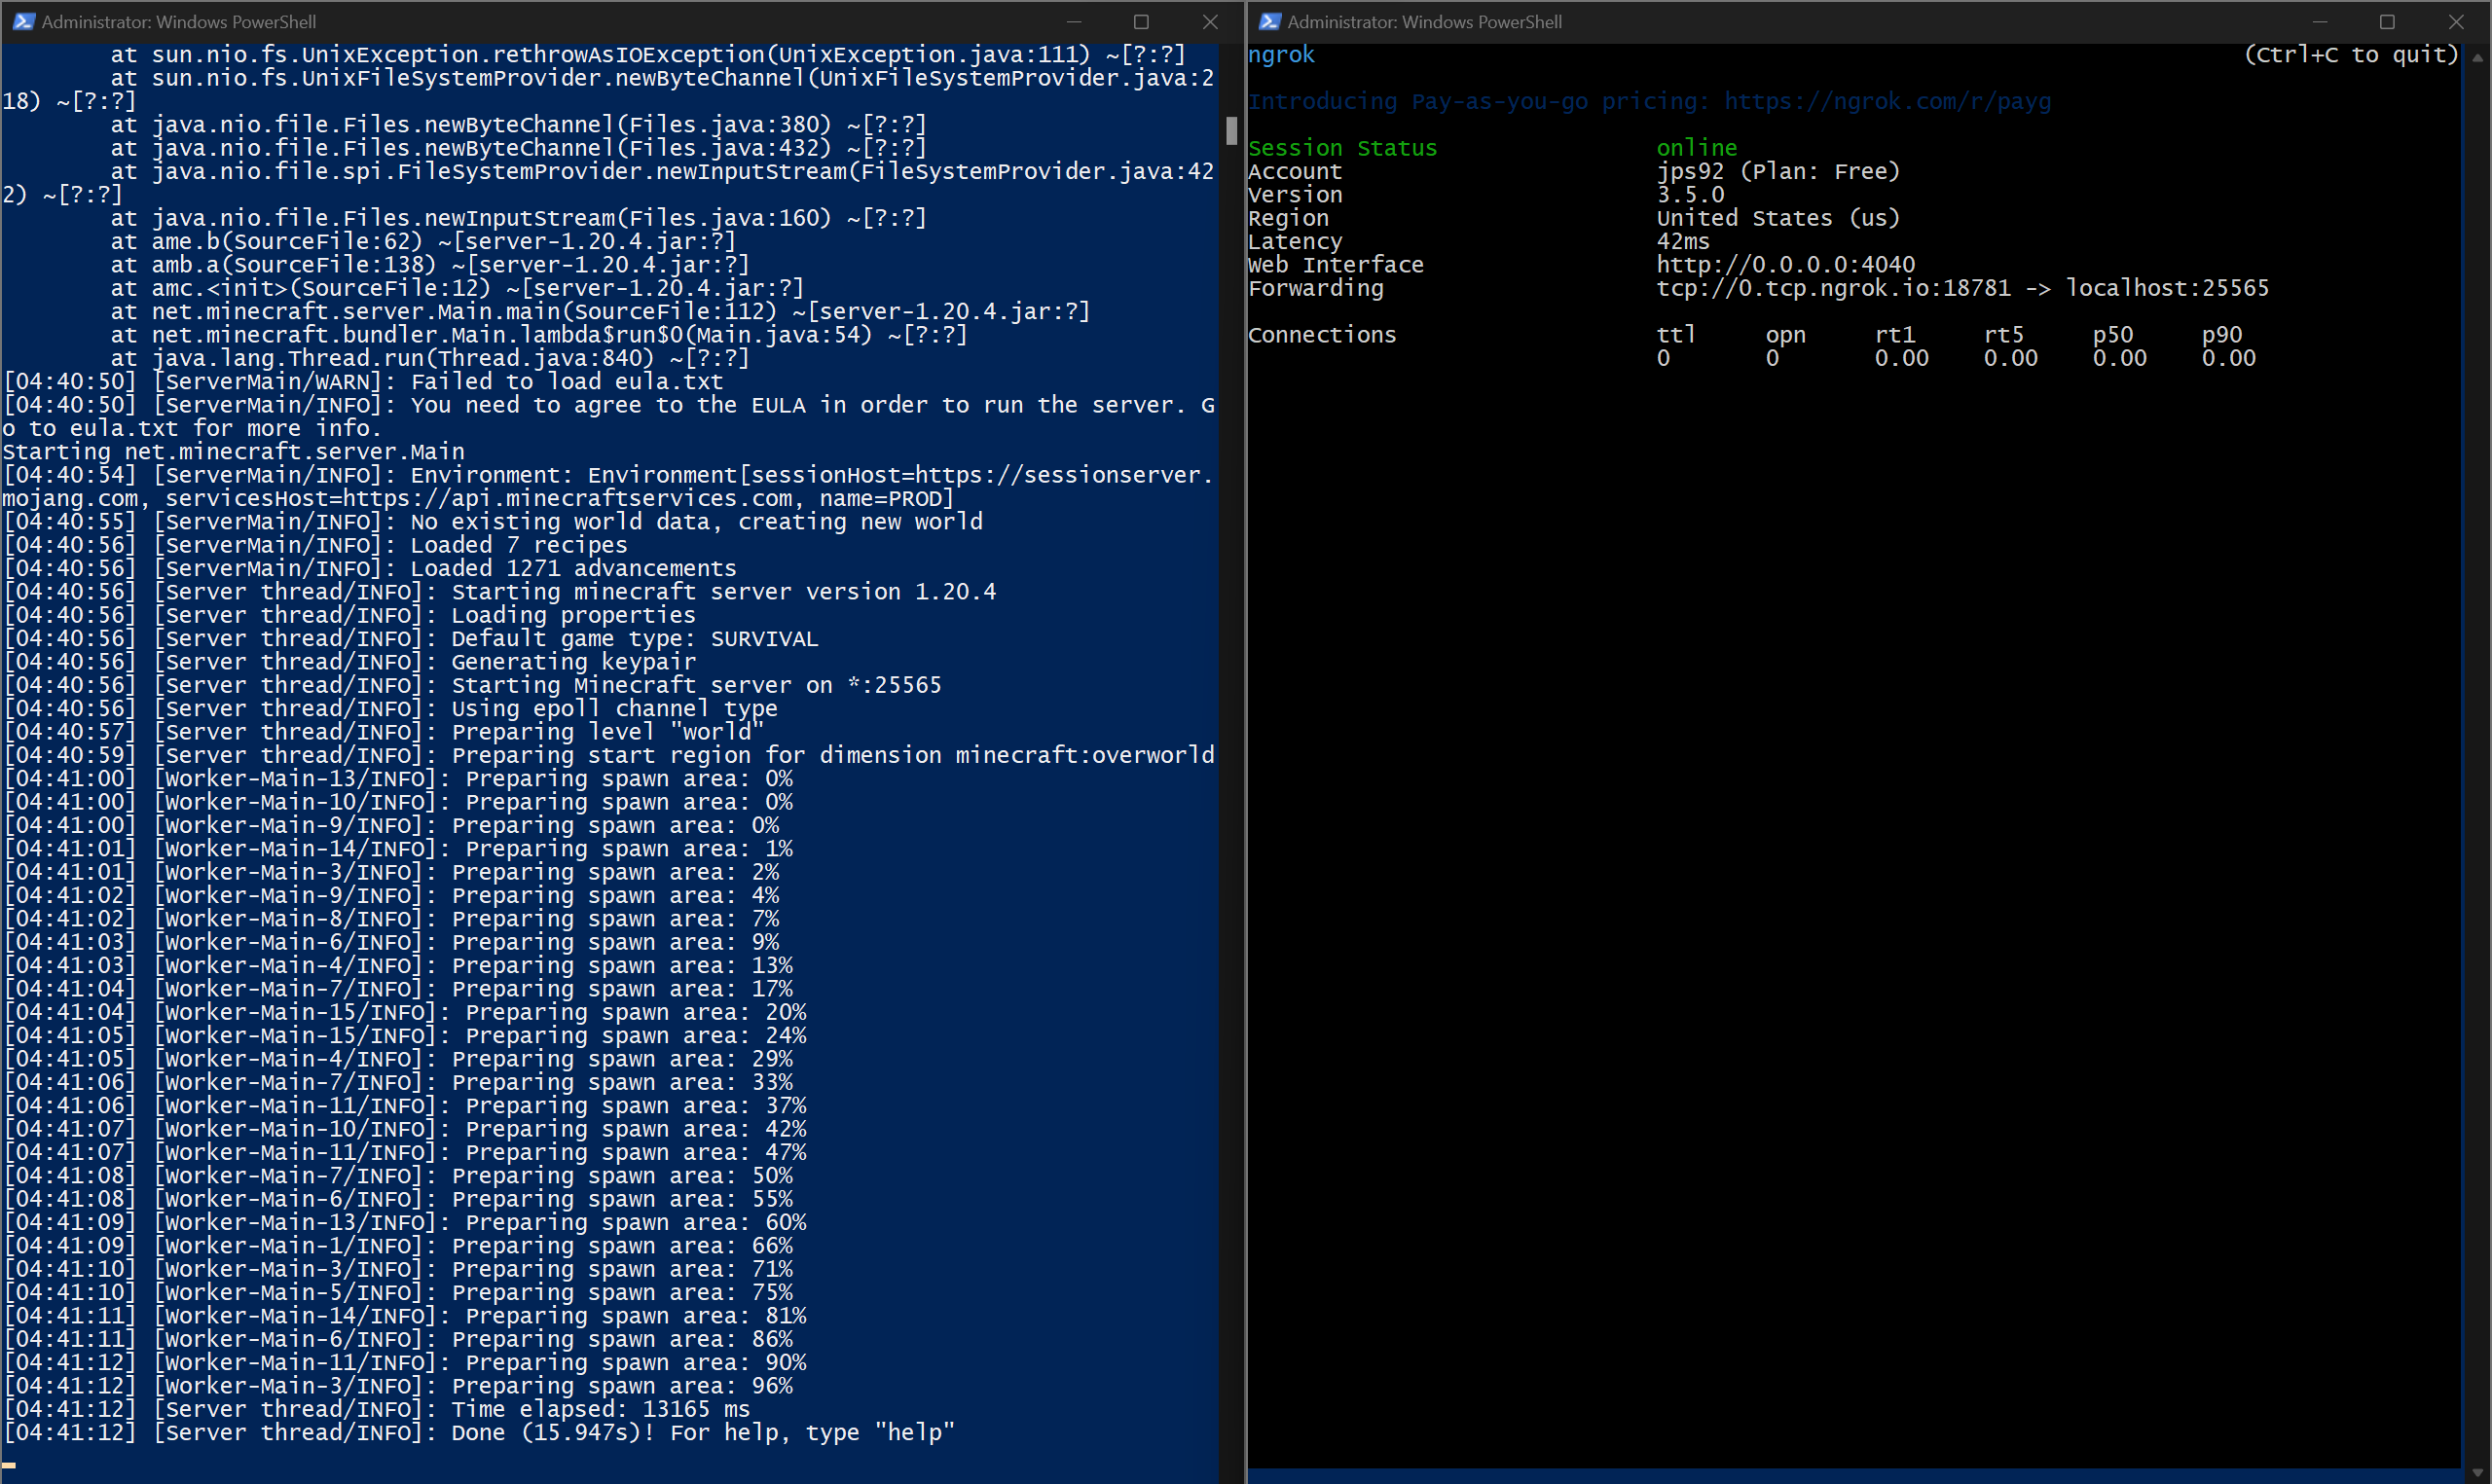 Administrator: Windows PowerShell
at sun.nio.fs.UnixException.rethrowAsIOException(UnixException.java:111) ~[?:?]
at sun.nio.fs.UnixFileSystemProvider.newByteChannel(UnixFileSystemProvider.java:2
18) ~[?:?]
at java.nio.file.Files.newByteChannel(Files.java:380) ~[?:?]
at java.nio.file.Files.newByteChannel(Files.java:432) ~[?:?]
at java.nio.file.spi.FileSystemProvider.newInputStream(FileSystemProvider.java:42
2) ~[?:?]
at java.nio.file.Files.newInputStream(Files.java:160) ~[?:?]
at ame.b(SourceFile:62) ~[server-1.20.4.jar:?]
at amb.a(SourceFile:138) ~[server-1.20.4.jar:?]
at amc.<init>(SourceFile:12) ~[server-1.20.4.jar:?]
at net.minecraft.server.Main.main(SourceFile:112) ~[server-1.20.4.jar:?]
at net.minecraft.bundler.Main.lambda$run$0(Main.java:54) ~[?:?]
at java.lang.Thread.run(Thread.java:840) ~[?:?]
[04:40:50] [ServerMain/WARN]: Failed to load eula.txt
[04:40:50] [ServerMain/INFO]: You need to agree to the EULA in order to run the server. G
o to eula.txt for more info.
Starting net.minecraft.server.Main
[04:40:54] [ServerMain/INFO]: Environment: Environment[sessionHost=https://sessionserver.
mojang.com, servicesHost=https://api.minecraftservices.com, name=PROD]
[04:40:55] [ServerMain/INFO]: No existing world data, creating new world
[04:40:56] [ServerMain/INFO]: Loaded 7 recipes
[04:40:56] [ServerMain/INFO]: Loaded 1271 advancements
[04:40:56] [Server thread/INFO]: Starting minecraft server version 1.20.4
[04:40:56] [Server thread/INFO]: Loading properties
[04:40:56] [Server thread/INFO]: Default game type: SURVIVAL
[04:40:56] [Server thread/INFO]: Generating keypair
[04:40:56] [Server thread/INFO]: Starting Minecraft server on *:25565
[04:40:56] [Server thread/INFO]: Using epoll channel type
[04:40:57] [Server thread/INFO]: Preparing level "world"
[04:40:59] [Server thread/INFO]: Preparing start region for dimension minecraft:overworld
[04:41:00] [Worker-Main-13/INFO]: Preparing spawn area: 0%
[04:41:00] [Worker-Main-10/INFO]: Preparing spawn area: 0%
[04:41:00] [Worker-Main-9/INFO]: Preparing spawn area: 0%
[04:41:01] [Worker-Main-14/INFO]: Preparing spawn area: 1%
[04:41:01] [Worker-Main-3/INFO]: Preparing spawn area: 2%
[04:41:02] [Worker-Main-9/INFO]: Preparing spawn area: 4%
[04:41:02] [Worker-Main-8/INFO]: Preparing spawn area: 7%
[04:41:03] [Worker-Main-6/INFO]: Preparing spawn area: 9%
[04:41:03] [Worker-Main-4/INFO]: Preparing spawn area: 13%
[04:41:04] [Worker-Main-7/INFO]: Preparing spawn area: 17%
[04:41:04] [Worker-Main-15/INFO]: Preparing spawn area: 20%
[04:41:05] [Worker-Main-15/INFO]: Preparing spawn area: 24%
[04:41:05] [Worker-Main-4/INFO]: Preparing spawn area: 29%
[04:41:06] [Worker-Main-7/INFO]: Preparing spawn area: 33%
[04:41:06] [Worker-Main-11/INFO]: Preparing spawn area: 37%
[04:41:07] [Worker-Main-10/INFO]: Preparing spawn area: 42%
[04:41:07] [Worker-Main-11/INFO]: Preparing spawn area: 47%
[04:41:08] [Worker-Main-7/INFO]: Preparing spawn area: 50%
[04:41:08] [Worker-Main-6/INFO]: Preparing spawn area: 55%
[04:41:09] [Worker-Main-13/INFO]: Preparing spawn area: 60%
[04:41:09] [Worker-Main-1/INFO]: Preparing spawn area: 66%
[04:41:10] [Worker-Main-3/INFO]: Preparing spawn area: 71%
[04:41:10] [Worker-Main-5/INFO]: Preparing spawn area: 75%
[04:41:11] [Worker-Main-14/INFO]: Preparing spawn area: 81%
[04:41:11] [Worker-Main-6/INFO]: Preparing spawn area: 86%
[04:41:12] [Worker-Main-11/INFO]: Preparing spawn area: 90%
[04:41:12] [Worker-Main-3/INFO]: Preparing spawn area: 96%
[04:41:12] [Server thread/INFO]: Time elapsed: 13165 ms
[04:41:12] [Server thread/INFO]: Done (15.947s)! For help, type "help"
Administrator: Windows PowerShell
ngrok (Ctrl+C to quit)
Introducing Pay-as-you-go pricing: https://ngrok.com/r/payg
Session Status online
Account jps92 (Plan: Free)
Version 3.5.0
Region United States (us)
Latency 42ms
Web Interface http://0.0.0.0:4040
Forwarding tcp://0.tcp.ngrok.io:18781 -> localhost:25565
Connections ttl opn rt1 rt5 p50 p90
0 0 0.00 0.00 0.00 0.00